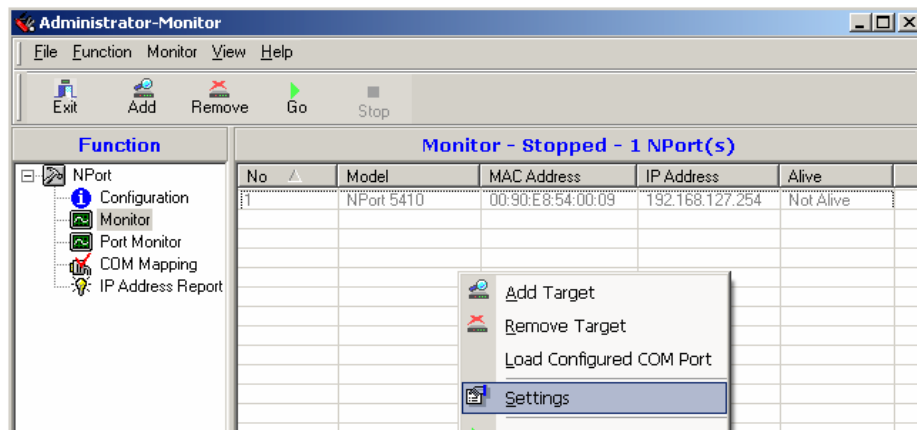 Administrator-Monitor
File Function Monitor View Help
Exit Add Remove Go Stop
Function
Monitor - Stopped - 1 NPort(s)
NPort
Configuration
Monitor
Port Monitor
COM Mapping
IP Address Report
No Model MAC Address IP Address Alive
1 NPort 5410 00:90:E8:54:00:09 192.168.127.254 Not Alive
Add Target
Remove Target
Load Configured COM Port
Settings